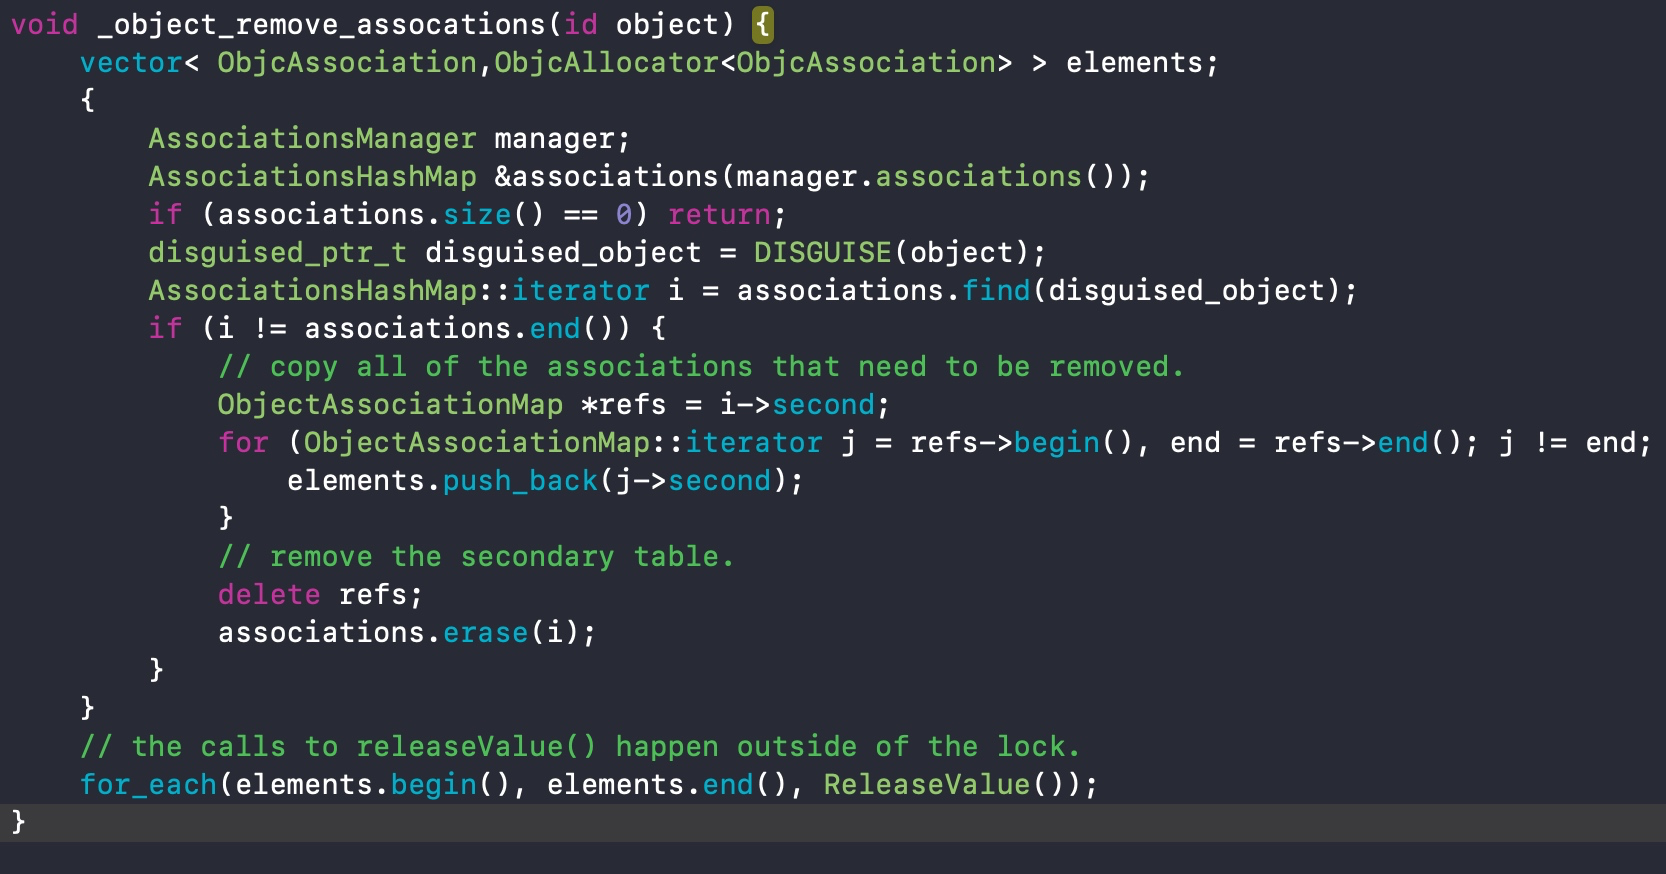 void _object_remove_assocations(id object) {
    vector< ObjcAssociation,ObjcAllocator<ObjcAssociation> > elements;
    {
        AssociationsManager manager;
        AssociationsHashMap &associations(manager.associations());
        if (associations.size() == 0) return;
        disguised_ptr_t disguised_object = DISGUISE(object);
        AssociationsHashMap::iterator i = associations.find(disguised_object);
        if (i != associations.end()) {
            // copy all of the associations that need to be removed.
            ObjectAssociationMap *refs = i->second;
            for (ObjectAssociationMap::iterator j = refs->begin(), end = refs->end(); j != end;
                elements.push_back(j->second);
            }
            // remove the secondary table.
            delete refs;
            associations.erase(i);
        }
    }
    // the calls to releaseValue() happen outside of the lock.
    for_each(elements.begin(), elements.end(), ReleaseValue());
}